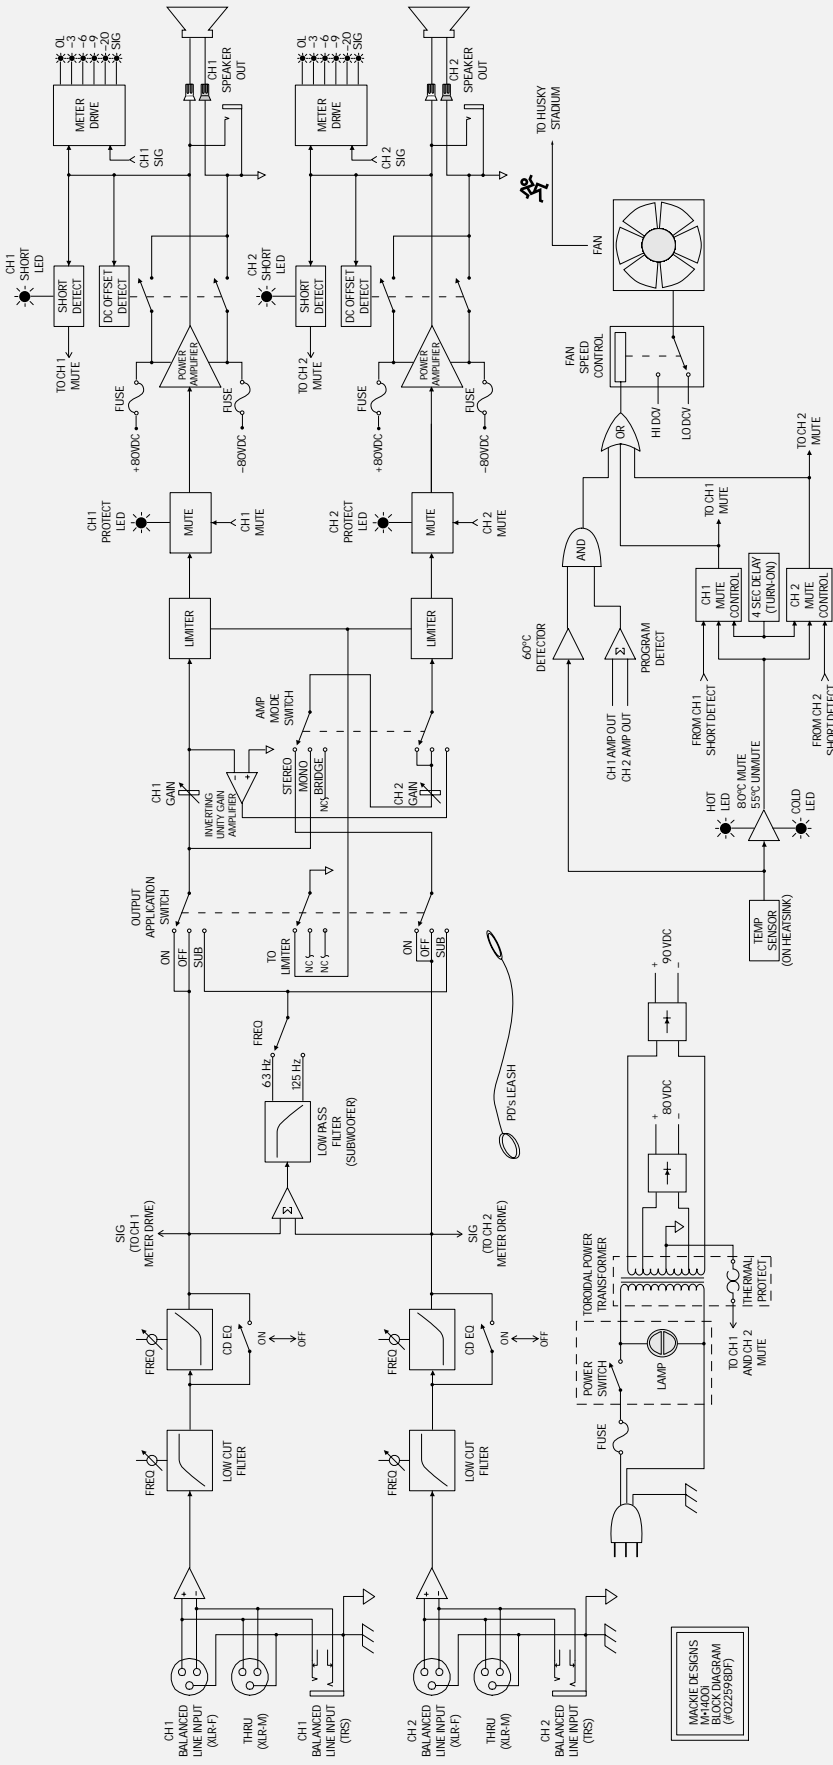 CH 1
BALANCED
LINE INPUT
(XLR-F)
THRU
(XLR-M)
CH 1
BALANCED
LINE INPUT
(TRS)
+
−
FREQ
LOW CUT
FILTER
FREQ
CD EQ
ON
OFF
SIG
(TO CH 1
METER DRIVE)
Σ
LOW PASS
FILTER
(SUBWOOFER)
63 Hz
125 Hz
FREQ
OUTPUT
APPLICATION
SWITCH
ON
OFF
SUB
TO
LIMITER
NC
NC
ON
OFF
SUB
CH 1
GAIN
INVERTING
UNITY GAIN
AMPLIFIER
−
+
AMP
MODE
SWITCH
STEREO
MONO
BRIDGE
NC
CH 2
GAIN
LIMITER
CH 1
PROTECT
LED
MUTE
CH 1
MUTE
+80VDC
FUSE
POWER
AMPLIFIER
FUSE
−80VDC
TO CH 1
MUTE
CH 1
SHORT
LED
SHORT
DETECT
DC OFFSET
DETECT
CH 1
SIG
METER
DRIVE
OL
-3
-6
-9
-20
SIG
CH 1
SPEAKER
OUT
CH 2
BALANCED
LINE INPUT
(XLR-F)
THRU
(XLR-M)
CH 2
BALANCED
LINE INPUT
(TRS)
+
−
FREQ
LOW CUT
FILTER
FREQ
CD EQ
ON
OFF
SIG
(TO CH 2
METER DRIVE)
LIMITER
CH 2
PROTECT
LED
MUTE
CH 2
MUTE
+80VDC
FUSE
POWER
AMPLIFIER
FUSE
−80VDC
TO CH 2
MUTE
CH 2
SHORT
LED
SHORT
DETECT
DC OFFSET
DETECT
CH 2
SIG
METER
DRIVE
OL
-3
-6
-9
-20
SIG
CH 2
SPEAKER
OUT
PD's LEASH
MACKIE DESIGNS
M•1400i
BLOCK DIAGRAM
(#022598DF)
FUSE
POWER
SWITCH
LAMP
TOROIDAL POWER
TRANSFORMER
THERMAL
PROTECT
TO CH 1
AND CH 2
MUTE
+
80VDC
−
+
90VDC
−
TEMP
SENSOR
(ON HEATSINK)
HOT
LED
80°C MUTE
55°C UNMUTE
COLD
LED
60°C
DETECTOR
CH 1 AMP OUT
CH 2 AMP OUT
Σ
PROGRAM
DETECT
FROM CH 1
SHORT DETECT
FROM CH 2
SHORT DETECT
CH 1
MUTE
CONTROL
4 SEC DELAY
(TURN-ON)
CH 2
MUTE
CONTROL
AND
TO CH 1
MUTE
TO CH 2
MUTE
OR
HI DCV
LO DCV
FAN
SPEED
CONTROL
FAN
TO HUSKY
STADIUM